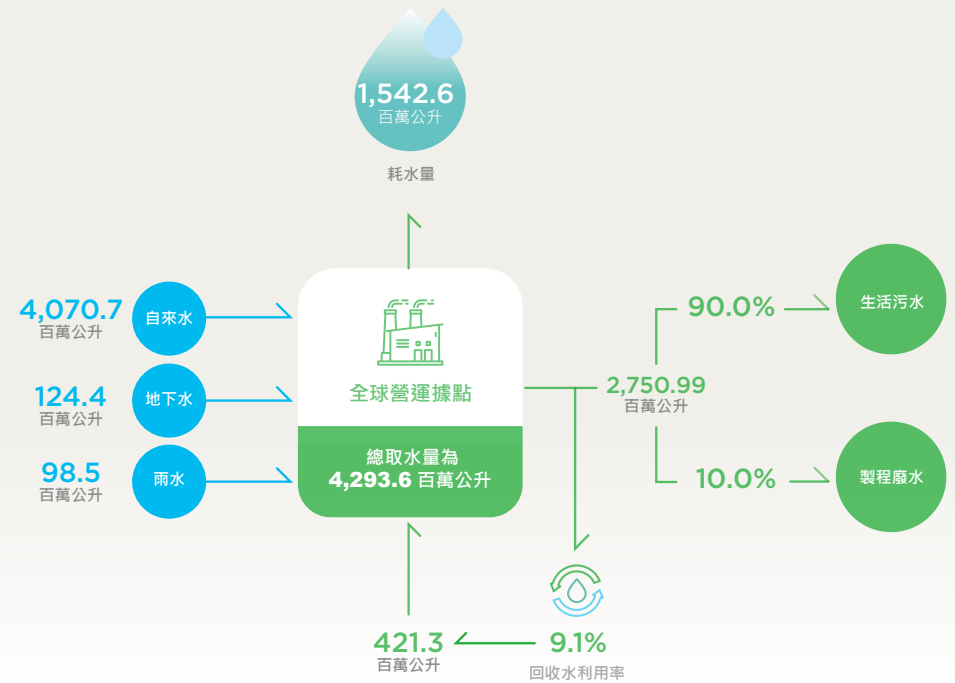 1,542.6
百萬公升
耗水量
4,070.7
百萬公升
自來水
124.4
百萬公升
地下水
98.5
百萬公升
雨水
全球營運據點
總取水量為
4,293.6 百萬公升
2,750.99
百萬公升
90.0%
生活污水
10.0%
製程廢水
421.3
百萬公升
9.1%
回收水利用率